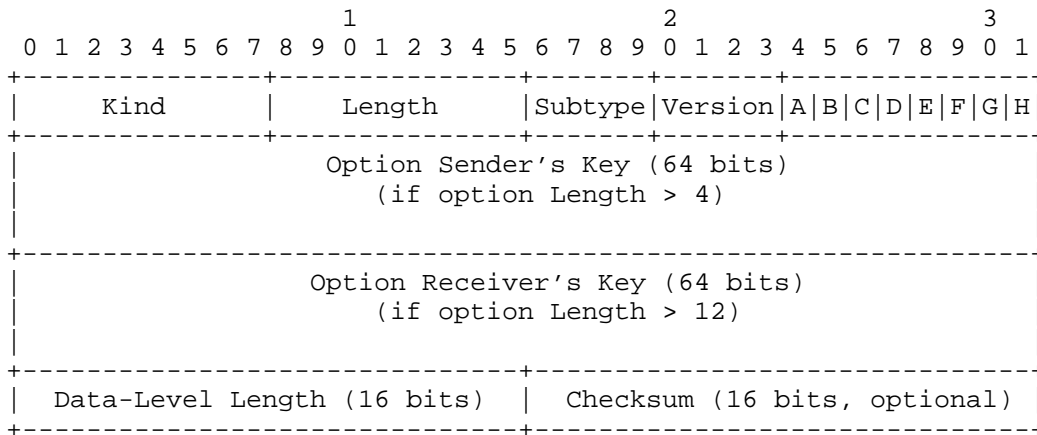 1                   2                   3
 0 1 2 3 4 5 6 7 8 9 0 1 2 3 4 5 6 7 8 9 0 1 2 3 4 5 6 7 8 9 0 1
+---------------+---------------+-------+-------+---------------
|     Kind      |    Length     |Subtype|Version|A|B|C|D|E|F|G|H|
+---------------+---------------+-------+-------+---------------
|                  Option Sender’s Key (64 bits)
|                     (if option Length > 4)
|
+---------------------------------------------------------------
|                 Option Receiver’s Key (64 bits)
|                     (if option Length > 12)
|
+-------------------------------+-------------------------------
|  Data-Level Length (16 bits)  |  Checksum (16 bits, optional)
+-------------------------------+-------------------------------